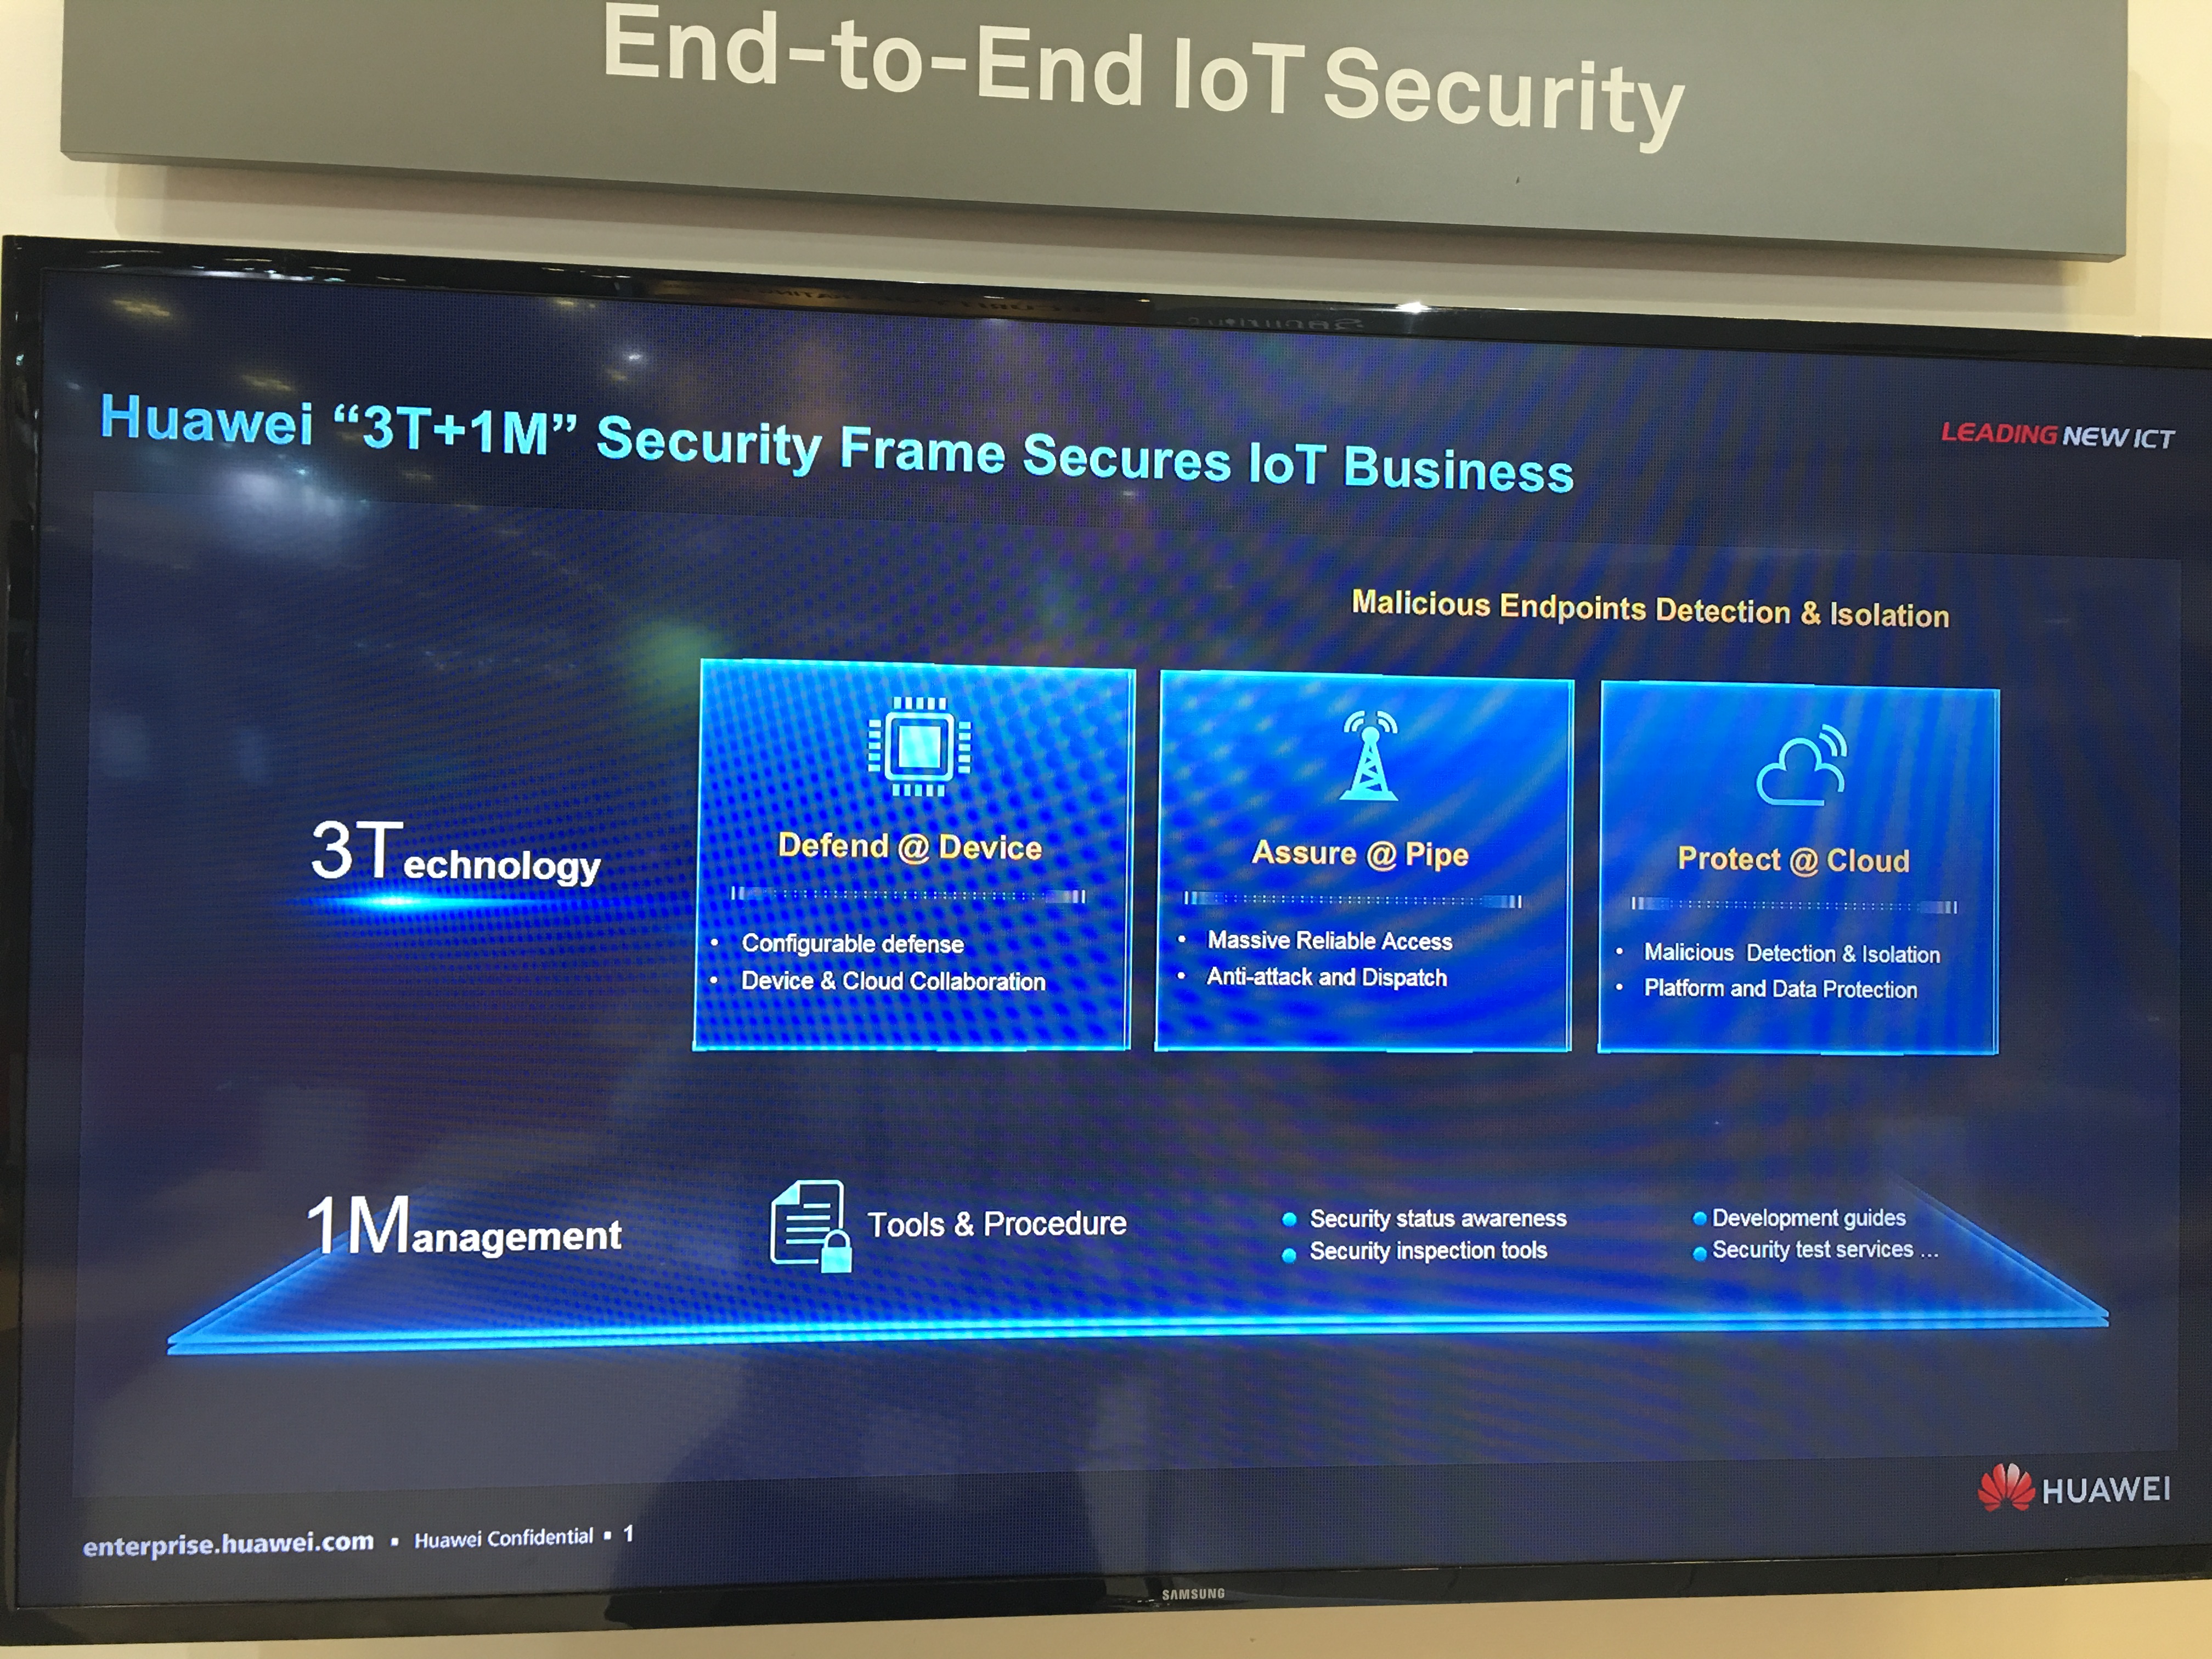 End-to-End IoT Security
Huawei “3T+1M” Security Frame Secures IoT Business
LEADING NEW ICT
Malicious Endpoints Detection & Isolation
3Technology
Defend @ Device
• Configurable defense
• Device & Cloud Collaboration
Assure @ Pipe
• Massive Reliable Access
• Anti-attack and Dispatch
Protect @ Cloud
• Malicious Detection & Isolation
• Platform and Data Protection
1Management
Tools & Procedure
● Security status awareness
● Security inspection tools
● Development guides
● Security test services ...
HUAWEI
enterprise.huawei.com ▪ Huawei Confidential ▪ 1
SAMSUNG